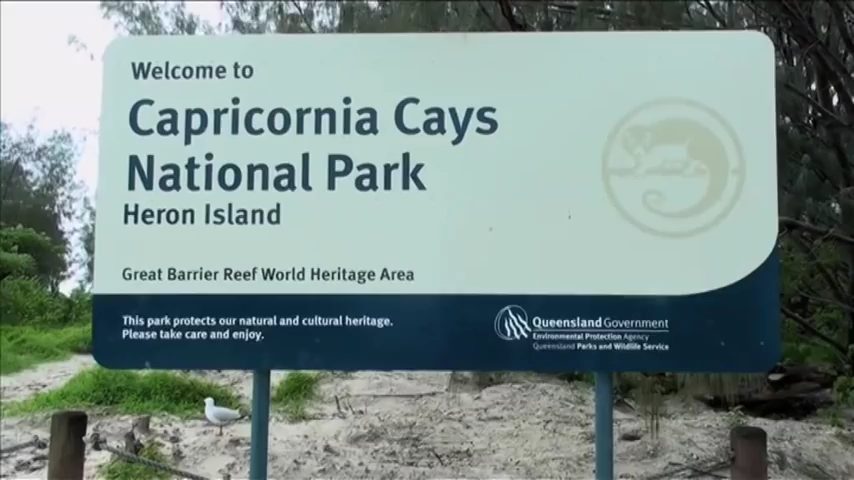 Welcome to
Capricornia Cays
National Park
Heron Island
Great Barrier Reef World Heritage Area
This park protects our natural and cultural heritage.
Please take care and enjoy.
Queensland Government
Environmental Protection Agency
Queensland Parks and Wildlife Service